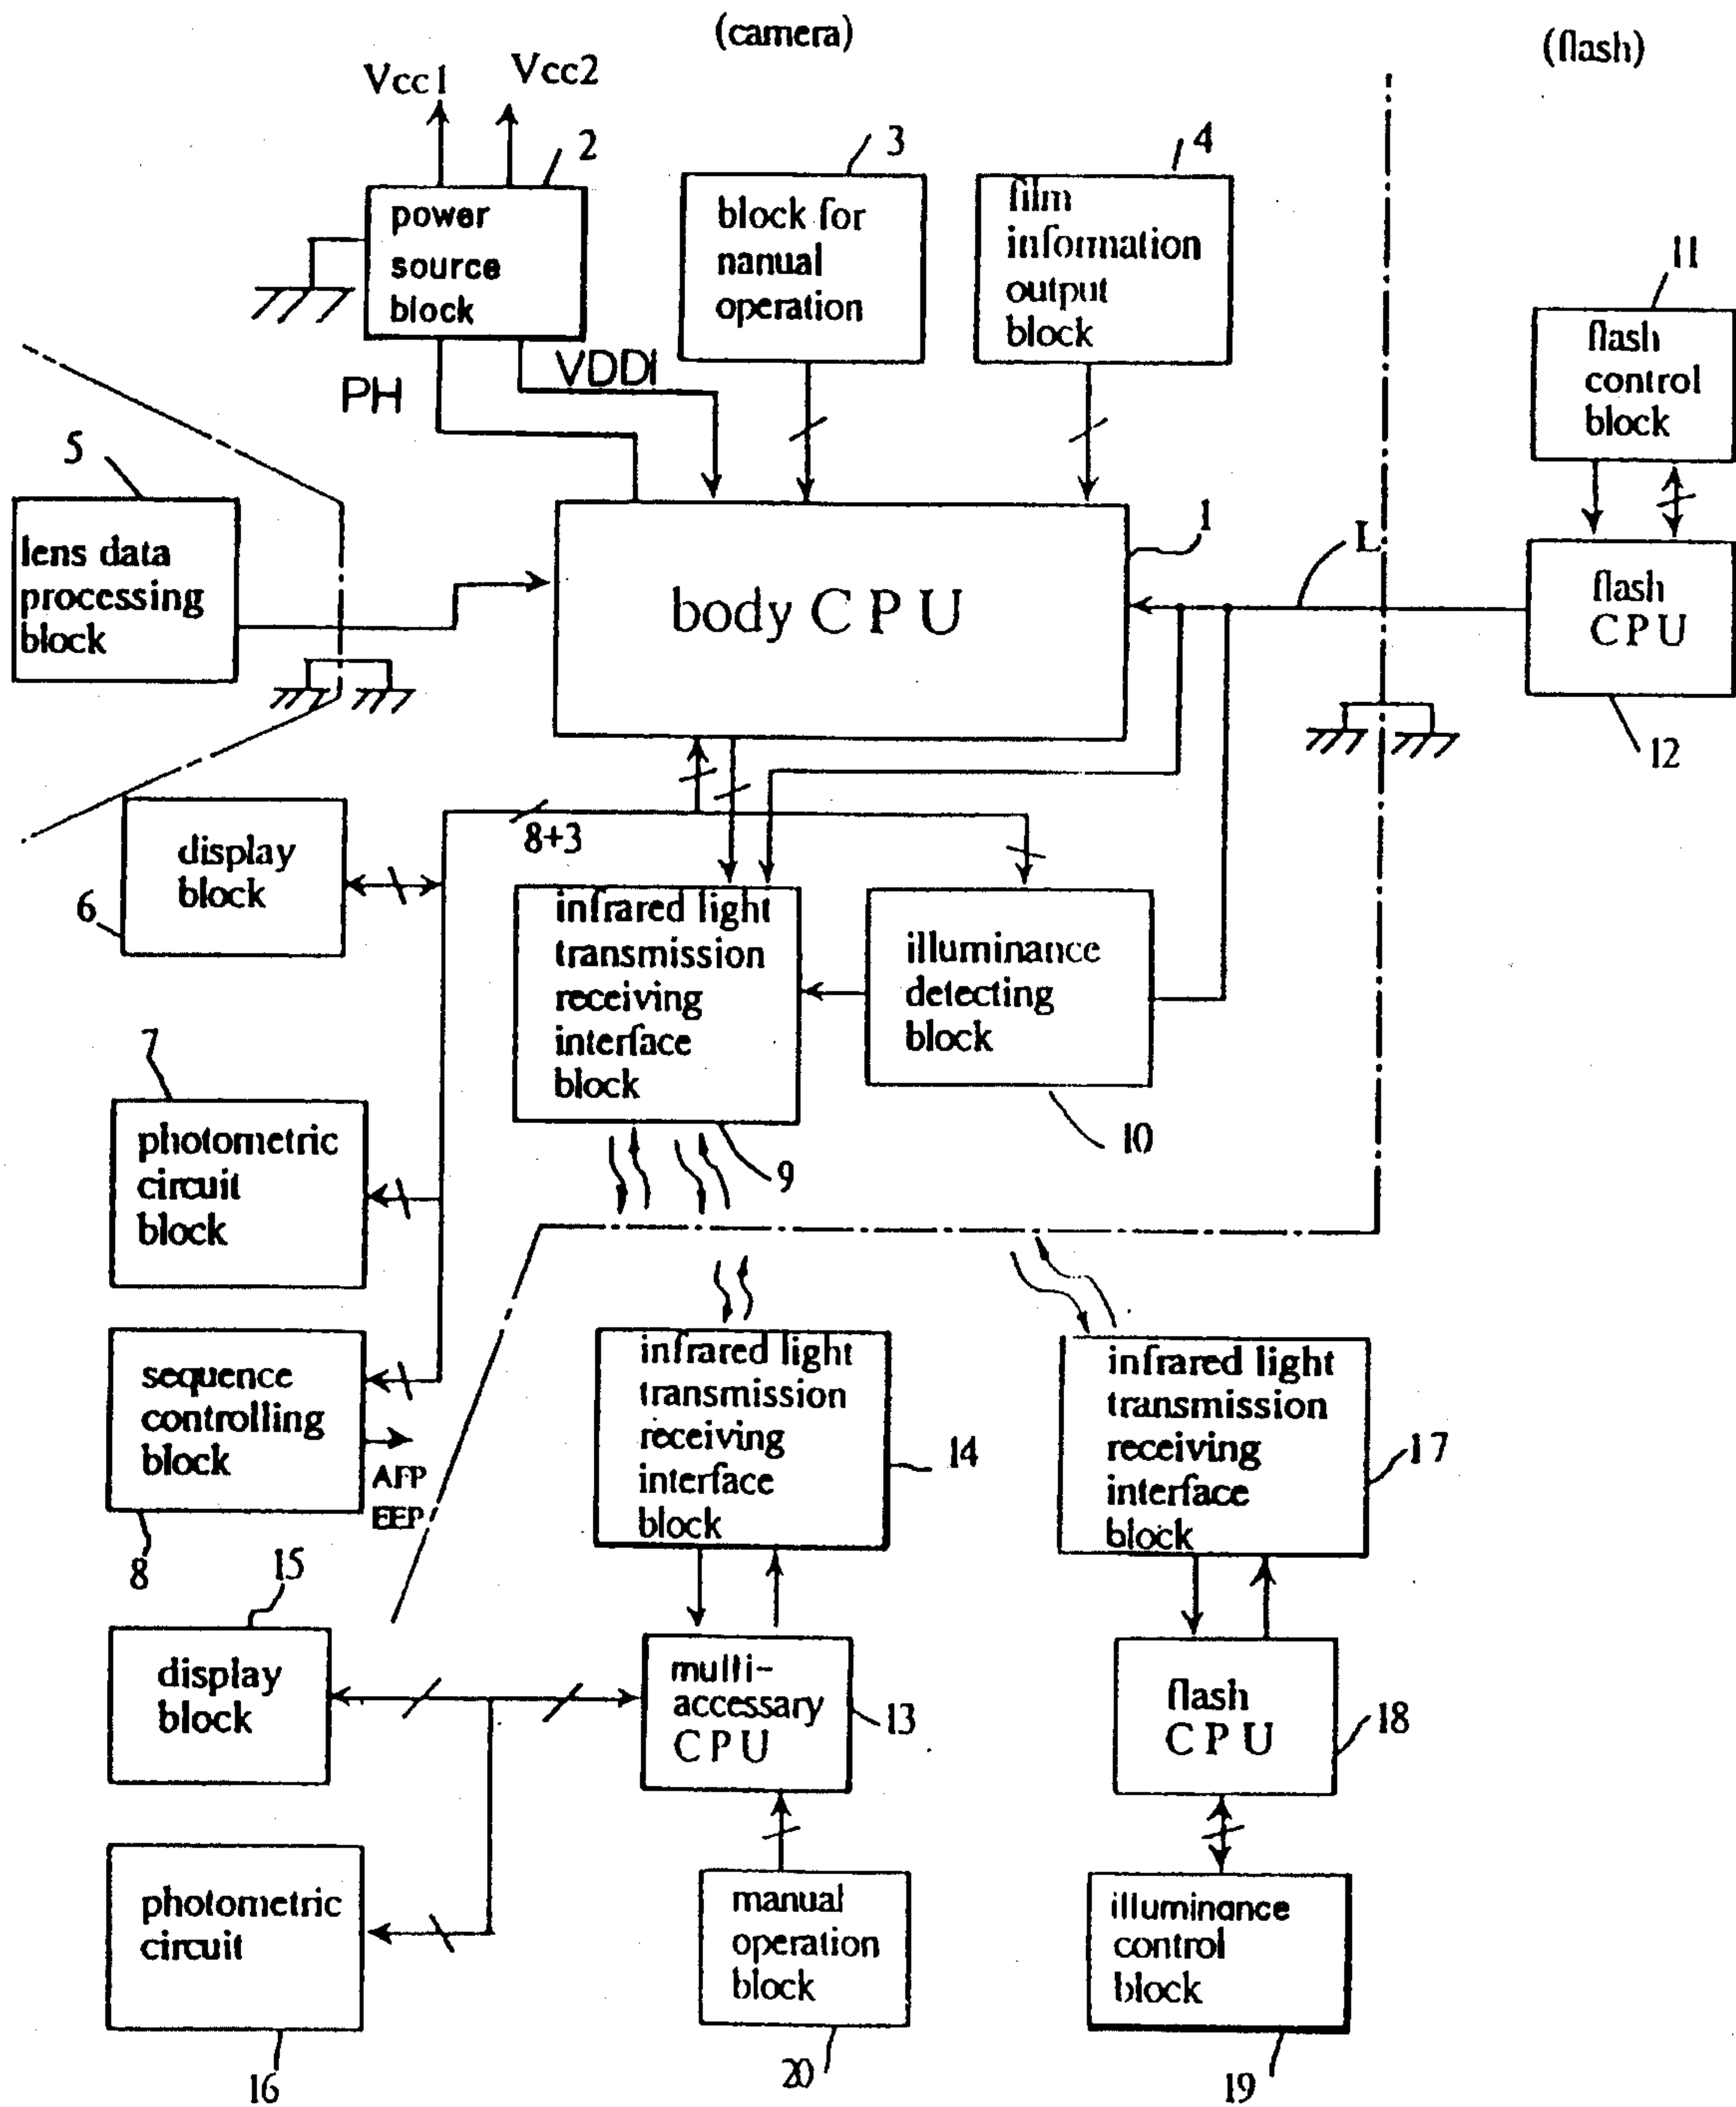 (camera)
(flash)
Vcc1
Vcc2
2
3
4
power
source
block
block for
nanual
operation
film
information
output
block
11
flash
control
block
PH
VDDI
5
lens data
processing
block
1
body CPU
L
flash
CPU
12
8+3
display
block
6
infrared light
transmission
receiving
interface
block
illuminance
detecting
block
7
photometric
circuit
block
9
10
sequence
controlling
block
AFP
EEP
8
infrared light
transmission
receiving
interface
block
14
infrared light
transmission
receiving
interface
block
17
15
display
block
multi-
accessary
CPU
13
flash
CPU
18
photometric
circuit
16
manual
operation
block
20
illuminance
control
block
19